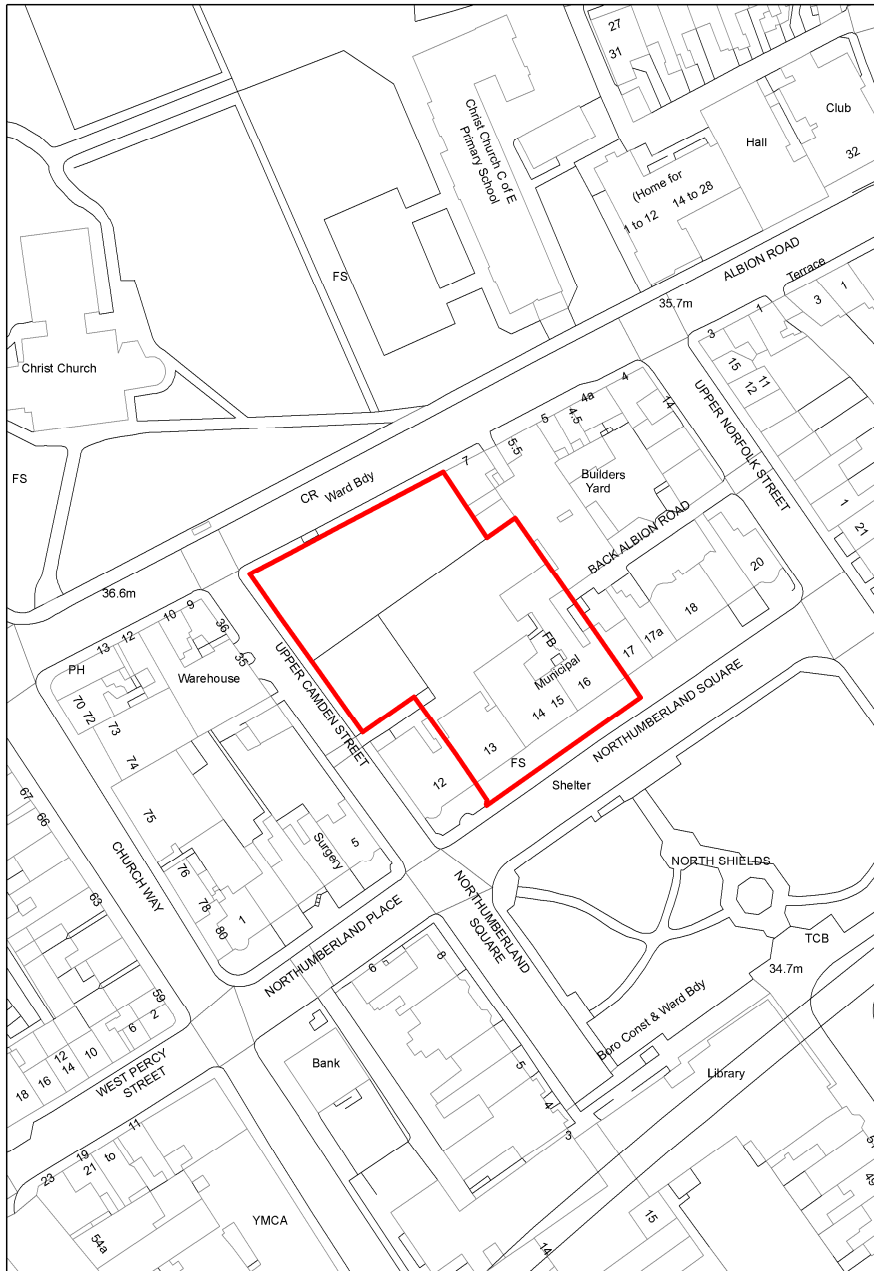 27
31
Christ Church C of E
Primary School
Club
Hall
32
(Home for
1 to 12
14 to 28
ALBION ROAD
Terrace
FS
35.7m
3
1
3
1
Christ Church
15
11
12
4
4a
4.5
14
5
5.5
UPPER NORFOLK STREET
7
FS
CR
Ward Bdy
Builders
Yard
1
21
BACK ALBION ROAD
36.6m
20
9
10
12
13
36
35
PH
Warehouse
UPPER CAMDEN STREET
18
17a
17
FB
Municipal
16
15
14
70
72
73
74
13
NORTHUMBERLAND SQUARE
FS
12
Shelter
67
66
75
CHURCH WAY
Surgery
5
NORTH SHIELDS
76
78
80
1
63
NORTHUMBERLAND
SQUARE
NORTHUMBERLAND PLACE
TCB
6
8
34.7m
59
2
6
10
12
14
16
18
WEST PERCY
STREET
Boro Const & Ward Bdy
Bank
5
Library
4
3
11
to
19
21
23
YMCA
54a
15
14
49